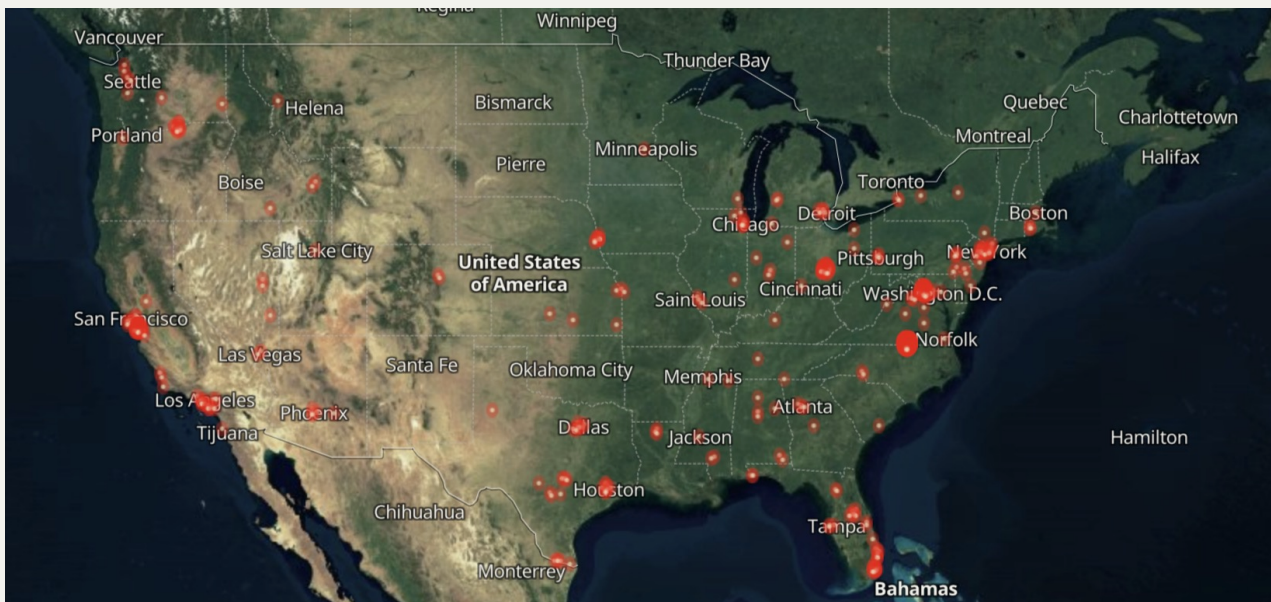 Regina
Winnipeg
Vancouver
Thunder Bay
Seattle
Helena
Bismarck
Quebec
Charlottetown
Portland
Minneapolis
Montreal
Halifax
Pierre
Boise
Toronto
Chicago
Detroit
Boston
Salt Lake City
United States
of America
Pittsburgh
New York
Saint Louis
Cincinnati
Washington D.C.
San Francisco
Norfolk
Las Vegas
Santa Fe
Oklahoma City
Memphis
Los Angeles
Phoenix
Atlanta
Tijuana
Dallas
Jackson
Hamilton
Houston
Chihuahua
Tampa
Monterrey
Bahamas